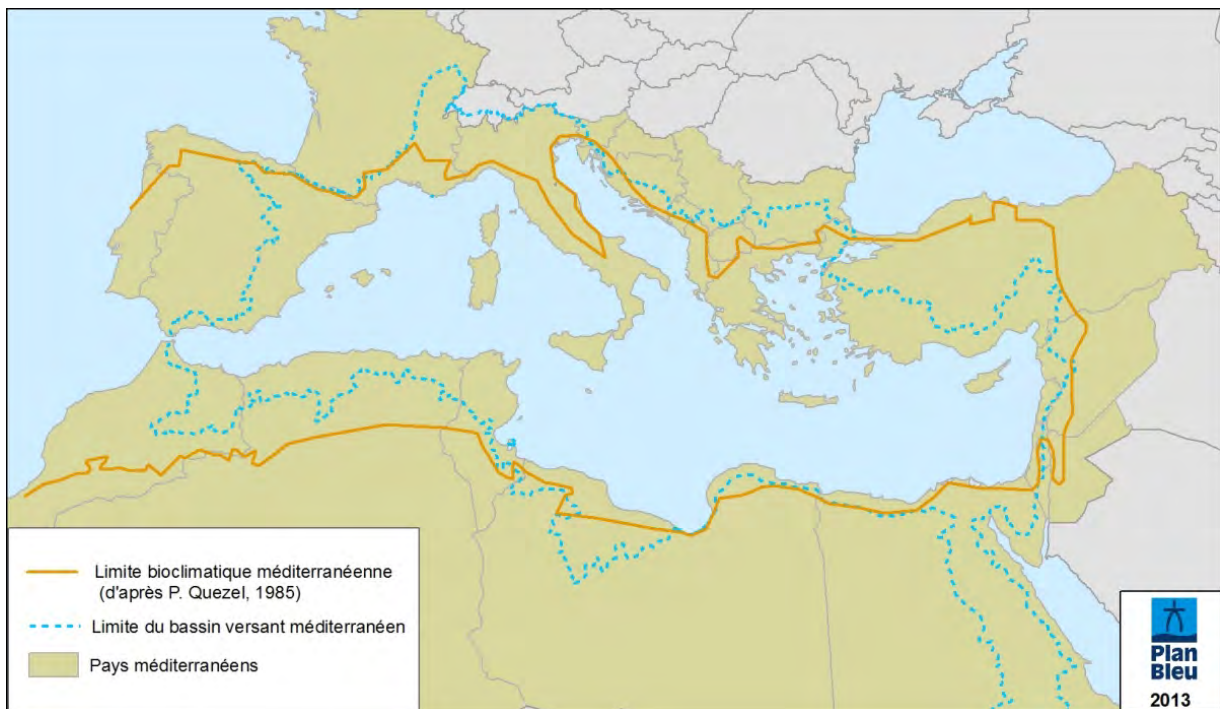 Limite bioclimatique méditerranéenne
(d'après P. Quezel, 1985)
Limite du bassin versant méditerranéen
Pays méditerranéens
Plan
Bleu
2013